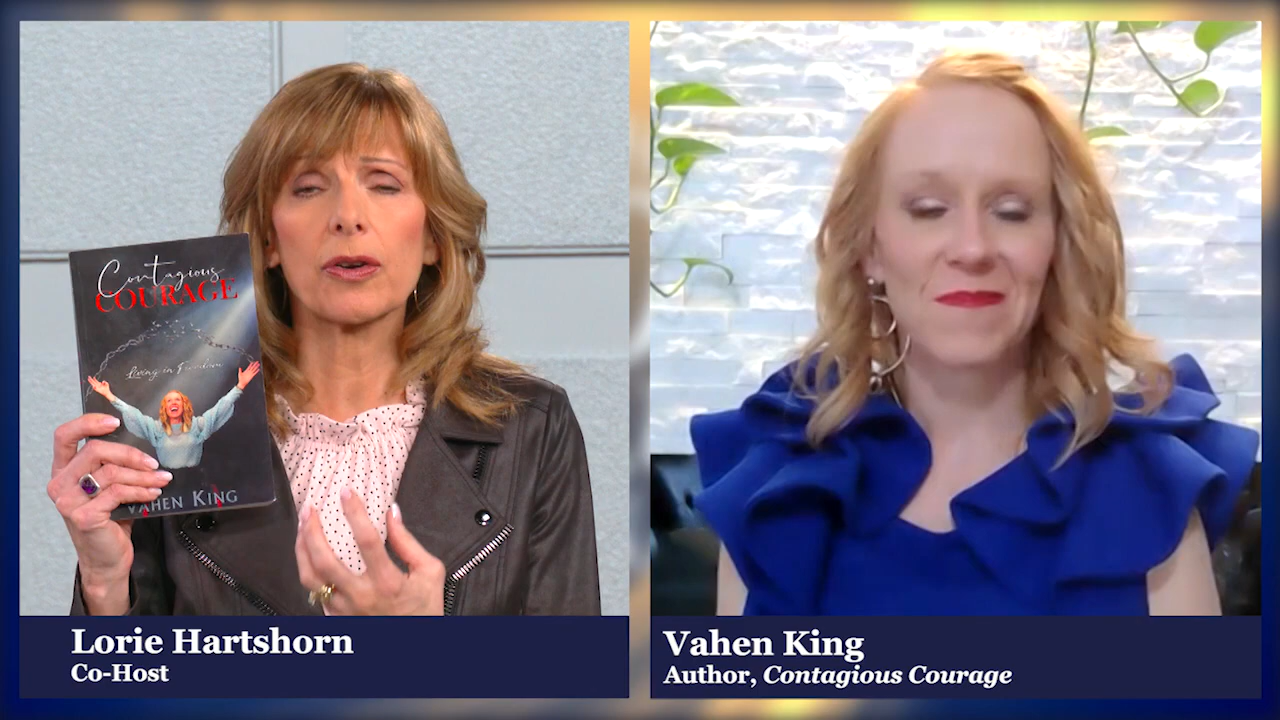 Contagious
COURAGE
Living in Freedom
VAHEN KING
Lorie Hartshorn
Co-Host
Vahen King
Author, Contagious Courage